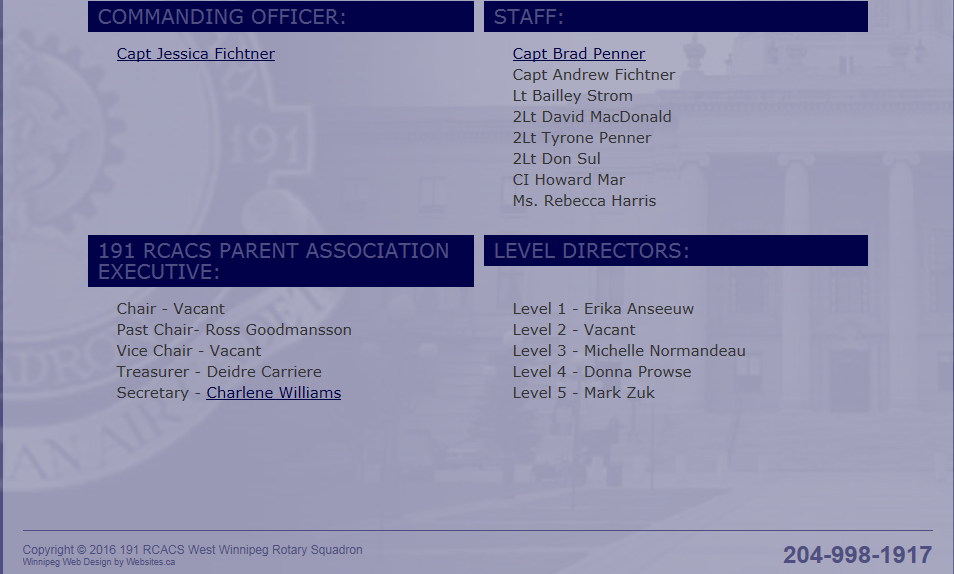 COMMANDING OFFICER:
Capt Jessica Fichtner
STAFF:
Capt Brad Penner
Capt Andrew Fichtner
Lt Bailley Strom
2Lt David MacDonald
2Lt Tyrone Penner
2Lt Don Sul
CI Howard Mar
Ms. Rebecca Harris
191 RCACS PARENT ASSOCIATION
EXECUTIVE:
Chair - Vacant
Past Chair- Ross Goodmansson
Vice Chair - Vacant
Treasurer - Deidre Carriere
Secretary - Charlene Williams
LEVEL DIRECTORS:
Level 1 - Erika Anseeuw
Level 2 - Vacant
Level 3 - Michelle Normandeau
Level 4 - Donna Prowse
Level 5 - Mark Zuk
191
Copyright © 2016 191 RCACS West Winnipeg Rotary Squadron
Winnipeg Web Design by Websites.ca
204-998-1917